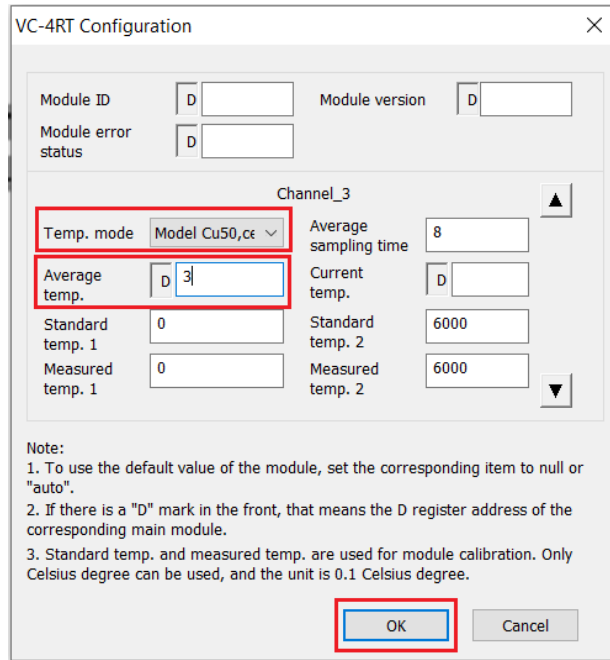 VC-4RT Configuration
Module ID D Module version D
Module error
status D
Channel_3
Temp. mode Model Cu50,ce Average
sampling time 8
Average
temp. D 3 Current
temp. D
Standard
temp. 1 0 Standard
temp. 2 6000
Measured
temp. 1 0 Measured
temp. 2 6000
Note:
1. To use the default value of the module, set the corresponding item to null or
"auto".
2. If there is a "D" mark in the front, that means the D register address of the
corresponding main module.
3. Standard temp. and measured temp. are used for module calibration. Only
Celsius degree can be used, and the unit is 0.1 Celsius degree.
OK Cancel